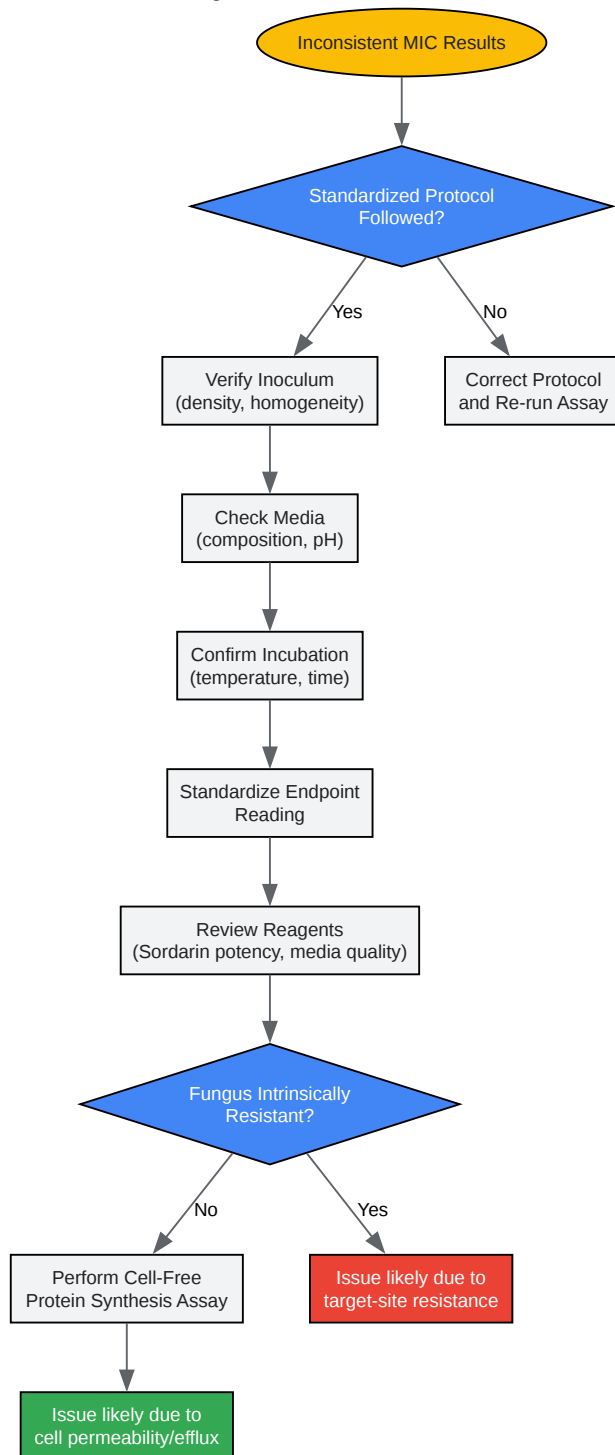 Inconsistent MIC Results
Standardized Protocol
Followed?
Yes
No
Verify Inoculum
(density, homogeneity)
Correct Protocol
and Re-run Assay
Check Media
(composition, pH)
Confirm Incubation
(temperature, time)
Standardize Endpoint
Reading
Review Reagents
(Sordarin potency, media quality)
Fungus Intrinsically
Resistant?
No
Yes
Perform Cell-Free
Protein Synthesis Assay
Issue likely due to
target-site resistance
Issue likely due to
cell permeability/efflux